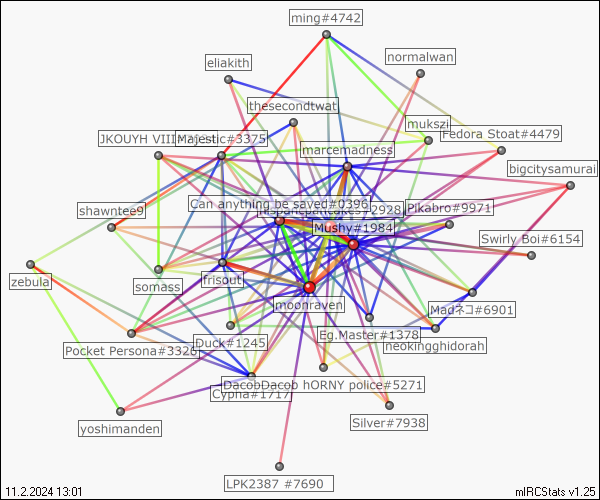 ming#4742
normalwan
eliakith
thesecondtwat
mukszi
Fedora Stoat#4479
JKOUYH VIII
Majestic#3375
marcemadness
bigcitysamurai
Can anything be saved#0396
2928
Pikabro#9971
shawntee9
Mushy#1984
Swirly Boi#6154
zebula
somass
frisout
moonraven
Madネコ#6901
Pocket Persona#3326
Duck#1245
Eg.Master#1378
neokingghidorah
DacobDacob hORNY police#5271
Cypha#1717
yoshimanden
Silver#7938
LPK2387 #7690
11.2.2024 13:01
mIRCStats v1.25